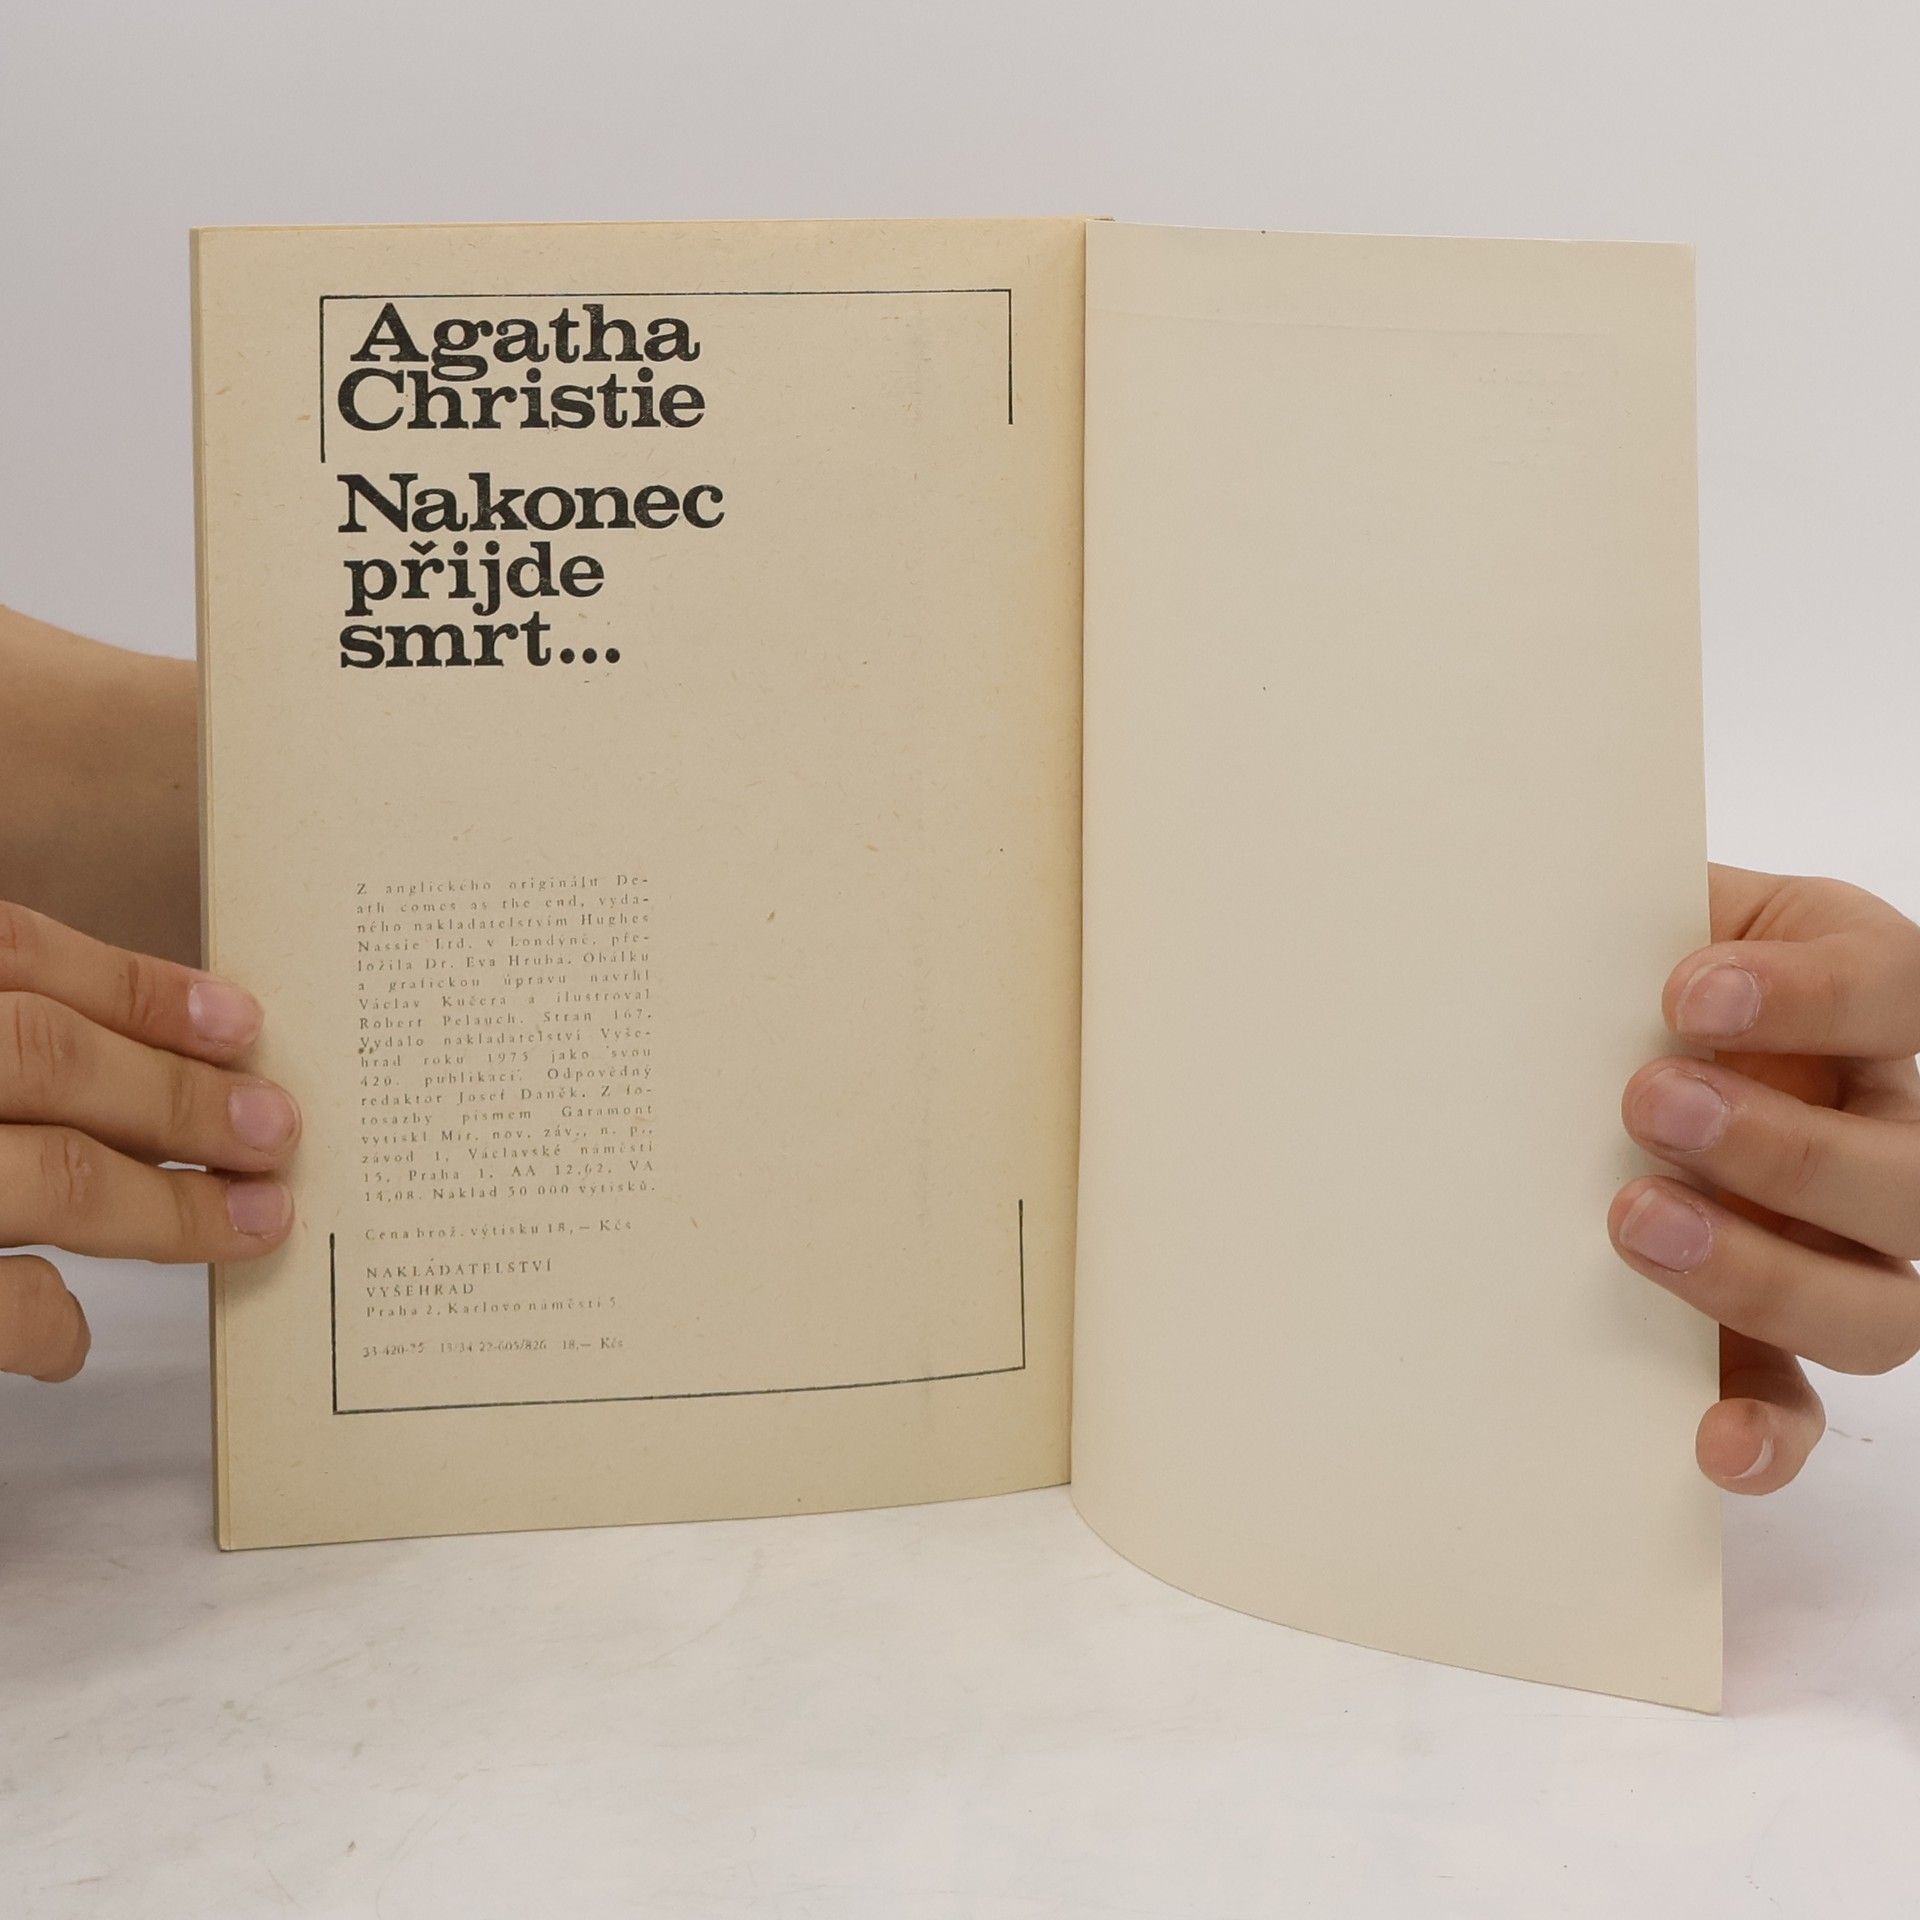 Agatha
Christie
Nakonec
přijde
smrt...
Z anglického originálu De-
ath comes as the end, vyda-
ného nakladatelstvím Hughes
Nassie Ltd. v Londýně, pře-
ložila Dr. Eva Hrubá. Obálku
a grafickou úpravu navrhl
Václav Kučera a ilustroval
Robert Pelauch. Stran 167.
Vydalo nakladatelství Vyše-
hrad roku 1975 jako svou
420. publikaci. Odpovědný
redaktor Josef Daněk. Z fo-
tosazby písmem Garamont
vytiskl Mír, nov. záv., n. p.,
závod 1, Václavské náměstí
15, Praha 1. AA 12,02. VA
14,08. Náklad 50 000 výtisků.
Cena brož. výtisku 18,— Kčs
NAKLADATELSTVÍ
VYŠEHRAD
Praha 2, Karlovo náměstí 5
33-420-75 13/34 22-605/826 18,— Kčs